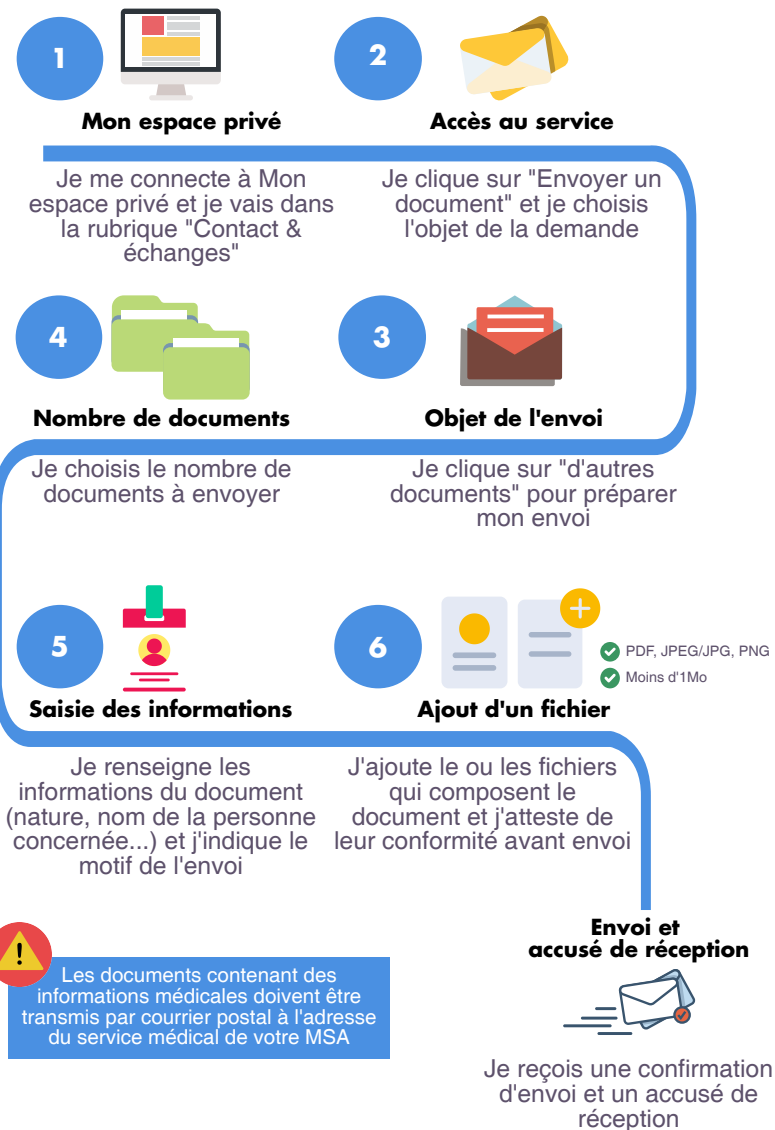 1
Mon espace privé
Je me connecte à Mon
espace privé et je vais dans
la rubrique "Contact &
échanges"
2
Accès au service
Je clique sur "Envoyer un
document" et je choisis
l'objet de la demande
3
Objet de l'envoi
Je clique sur "d'autres
documents" pour préparer
mon envoi
4
Nombre de documents
Je choisis le nombre de
documents à envoyer
5
Saisie des informations
Je renseigne les
informations du document
(nature, nom de la personne
concernée...) et j'indique le
motif de l'envoi
6
PDF, JPEG/JPG, PNG
Moins d'1Mo
Ajout d'un fichier
J'ajoute le ou les fichiers
qui composent le
document et j'atteste de
leur conformité avant envoi
Envoi et
accusé de réception
Je reçois une confirmation
d'envoi et un accusé de
réception
!
Les documents contenant des
informations médicales doivent être
transmis par courrier postal à l'adresse
du service médical de votre MSA